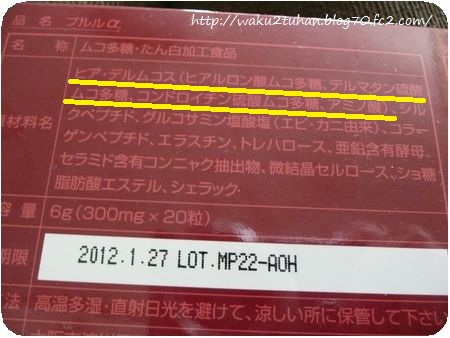 http://waku2tuhan.blog70.fc2.com/
品名 プルルα
名称 ムコ多糖・たん白加工食品
ヒア・デルムコス(ヒアルロン酸ムコ多糖、デルマタン硫酸
ムコ多糖、コンドロイチン硫酸ムコ多糖、アミノ酸)、シル
原材料名 クペプチド、グルコサミン塩酸塩(エビ・カニ由来)、コラー
ゲンペプチド、エラスチン、トレハロース、亜鉛含有酵母、
セラミド含有コンニャク抽出物、微結晶セルロース、ショ糖
脂肪酸エステル、シェラック
容量 6g(300mg×20粒)
期限 2012.1.27 LOT.MP22-AOH
方法 高温多湿・直射日光を避けて、涼しい所に保管して下さい